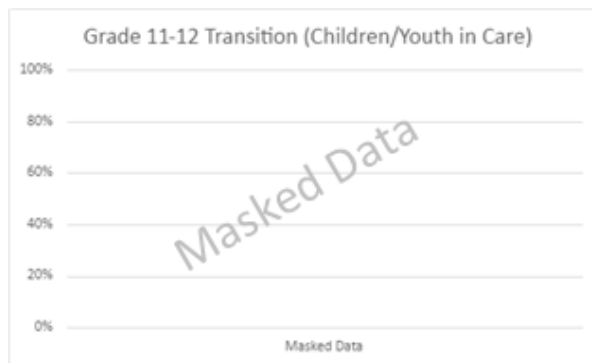 Grade 11-12 Transition (Children/Youth in Care)
100%
80%
60%
40%
20%
0%
Masked Data
Masked Data